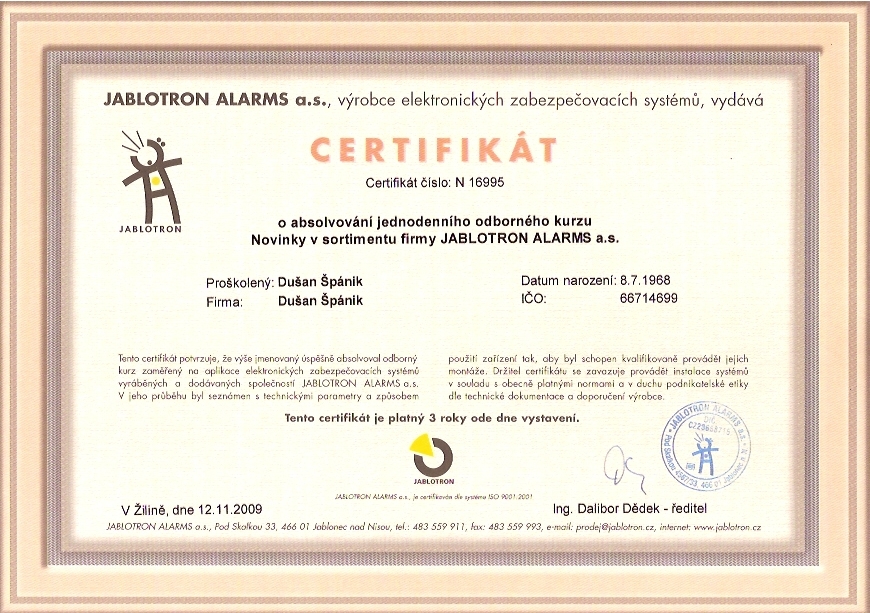 JABLOTRON ALARMS a.s., výrobce elektronických zabezpečovacích systémů, vydává
CERTIFIKÁT
Certifikát číslo: N 16995
JABLOTRON
o absolvování jednodenního odborného kurzu
Novinky v sortimentu firmy JABLOTRON ALARMS a.s.
Proškolený: Dušan Špánik
Datum narození: 8.7.1968
Firma: Dušan Špánik
IČO: 66714699
Tento certifikát potvrzuje, že výše jmenovaný úspěšně absolvoval odborný
kurz zaměřený na aplikace elektronických zabezpečovacích systémů
vyráběných a dodávaných společností JABLOTRON ALARMS a.s.
V jeho průběhu byl seznámen s technickými parametry a způsobem
použití zařízení tak, aby byl schopen kvalifikovaně provádět jejich
montáže. Držitel certifikátu se zavazuje provádět instalace systémů
v souladu s obecně platnými normami a v duchu podnikatelské etiky
dle technické dokumentace a doporučení výrobce.
Tento certifikát je platný 3 roky ode dne vystavení.
JABLOTRON ALARMS a.s.
JABLOTRON
JABLOTRON ALARMS a.s., je certifikován dle systému ISO 9001:2001
V Žilině, dne 12.11.2009
Ing. Dalibor Dědek - ředitel
JABLOTRON ALARMS a.s., Pod Skalkou 33, 466 01 Jablonec nad Nisou, tel.: 483 559 911, fax: 483 559 993, e-mail: prodej@jablotron.cz, internet: www.jablotron.cz